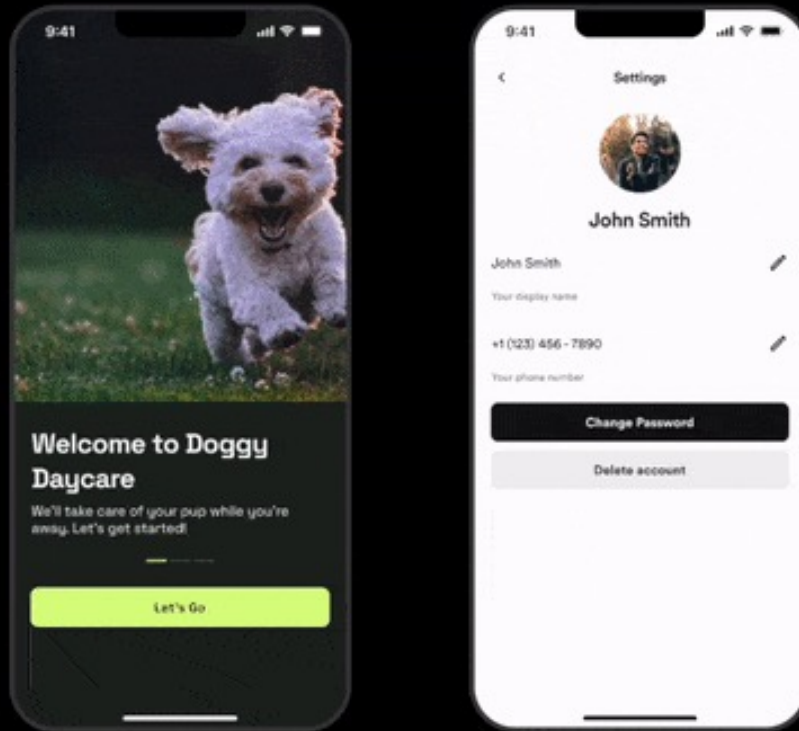 9:41
Welcome to Doggy
Daycare
We'll take care of your pup while you're
away. Let's get started!
Let's Go
9:41
Settings
John Smith
John Smith
Your display name
+1 (123) 456 - 7890
Your phone number
Change Password
Delete account